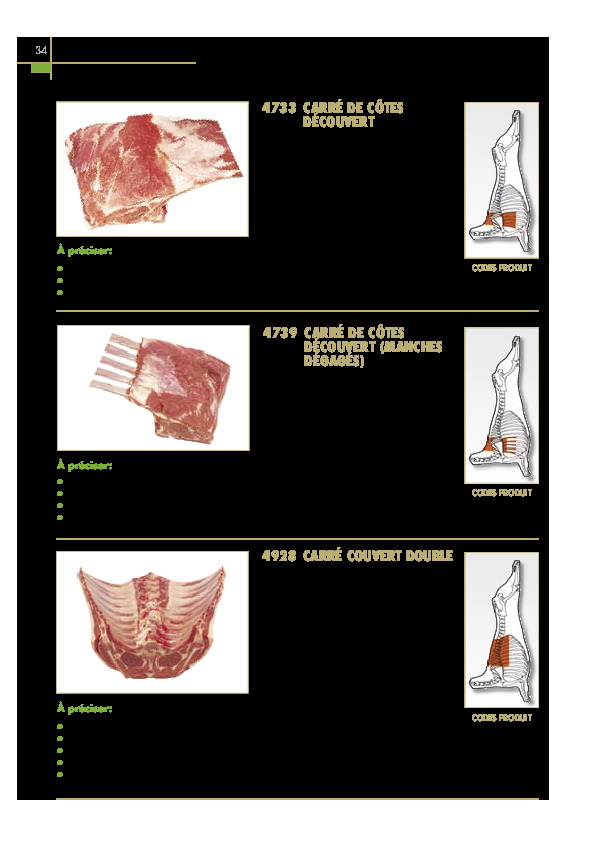 34
4733 CARRÉ DE CÔTES
DÉCOUVERT
À préciser:
CODES PRODUIT
4739 CARRÉ DE CÔTES
DÉCOUVERT (MANCHES
DÉGAGÉS)
À préciser:
CODES PRODUIT
4928 CARRÉ COUVERT DOUBLE
À préciser:
CODES PRODUIT